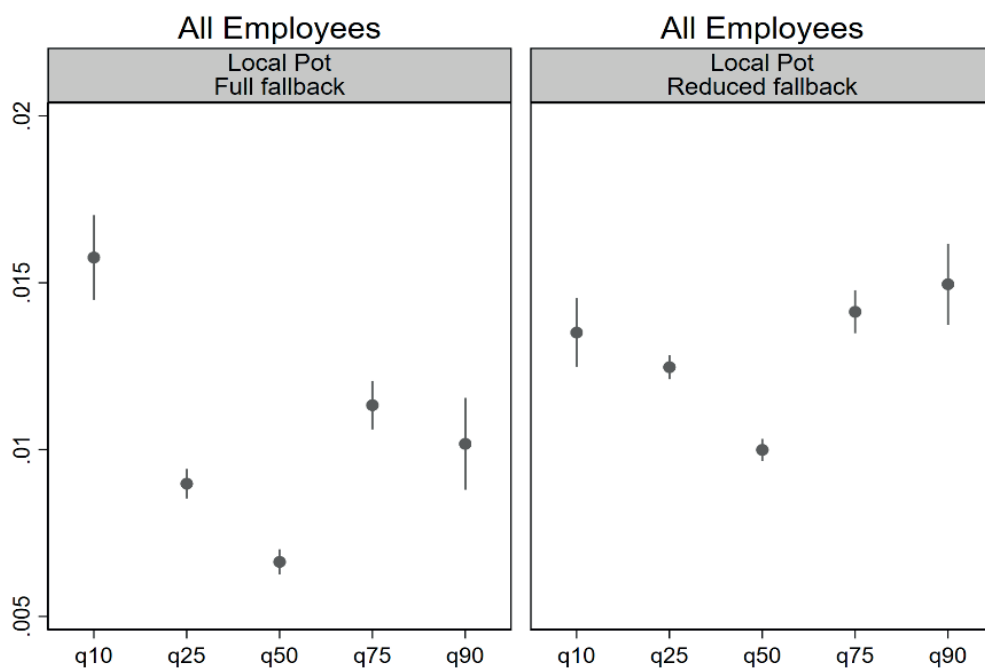 All Employees
Local Pot
Full fallback
All Employees
Local Pot
Reduced fallback
.02
.015
.01
.005
q10 q25 q50 q75 q90
q10 q25 q50 q75 q90